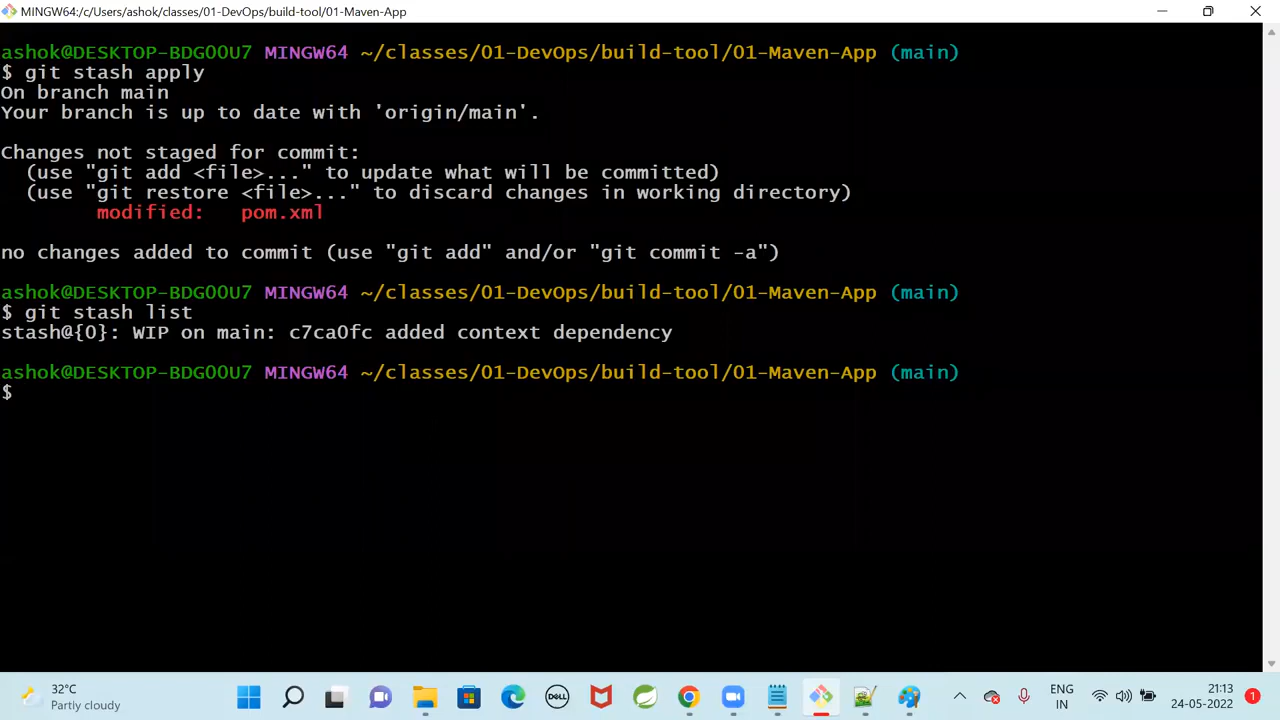 MINGW64:/c/Users/ashok/classes/01-DevOps/build-tool/01-Maven-App
ashok@DESKTOP-BDG00U7 MINGW64 ~/classes/01-DevOps/build-tool/01-Maven-App (main)
$ git stash apply
On branch main
Your branch is up to date with 'origin/main'.
Changes not staged for commit:
  (use "git add <file>..." to update what will be committed)
  (use "git restore <file>..." to discard changes in working directory)
        modified:   pom.xml
no changes added to commit (use "git add" and/or "git commit -a")
ashok@DESKTOP-BDG00U7 MINGW64 ~/classes/01-DevOps/build-tool/01-Maven-App (main)
$ git stash list
stash@{0}: WIP on main: c7ca0fc added context dependency
ashok@DESKTOP-BDG00U7 MINGW64 ~/classes/01-DevOps/build-tool/01-Maven-App (main)
$
32°C
Partly cloudy
DELL
ENG
IN
21:13
24-05-2022
1